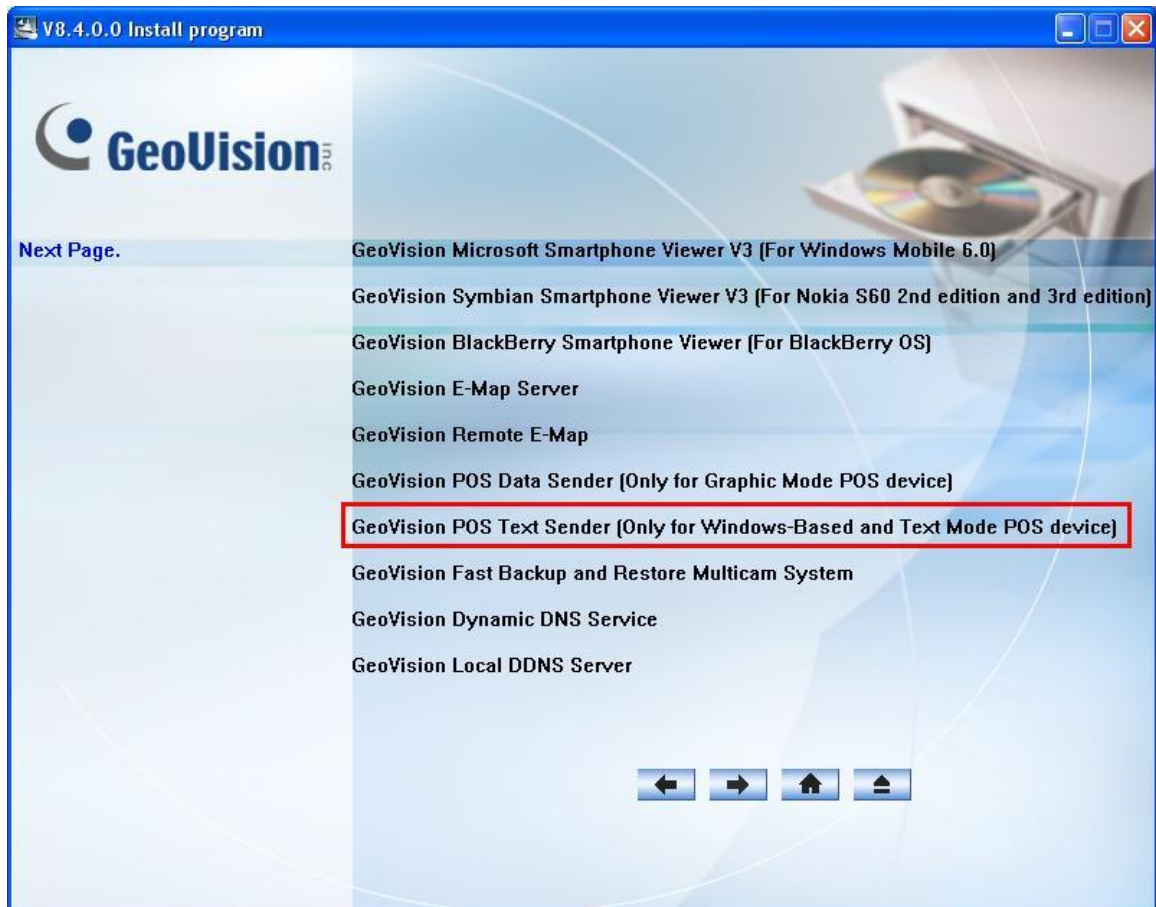 V8.4.0.0 Install program
GeoVision inc
Next Page.
GeoVision Microsoft Smartphone Viewer V3 (For Windows Mobile 6.0)
GeoVision Symbian Smartphone Viewer V3 (For Nokia S60 2nd edition and 3rd edition)
GeoVision BlackBerry Smartphone Viewer (For BlackBerry OS)
GeoVision E-Map Server
GeoVision Remote E-Map
GeoVision POS Data Sender (Only for Graphic Mode POS device)
GeoVision POS Text Sender (Only for Windows-Based and Text Mode POS device)
GeoVision Fast Backup and Restore Multicam System
GeoVision Dynamic DNS Service
GeoVision Local DDNS Server